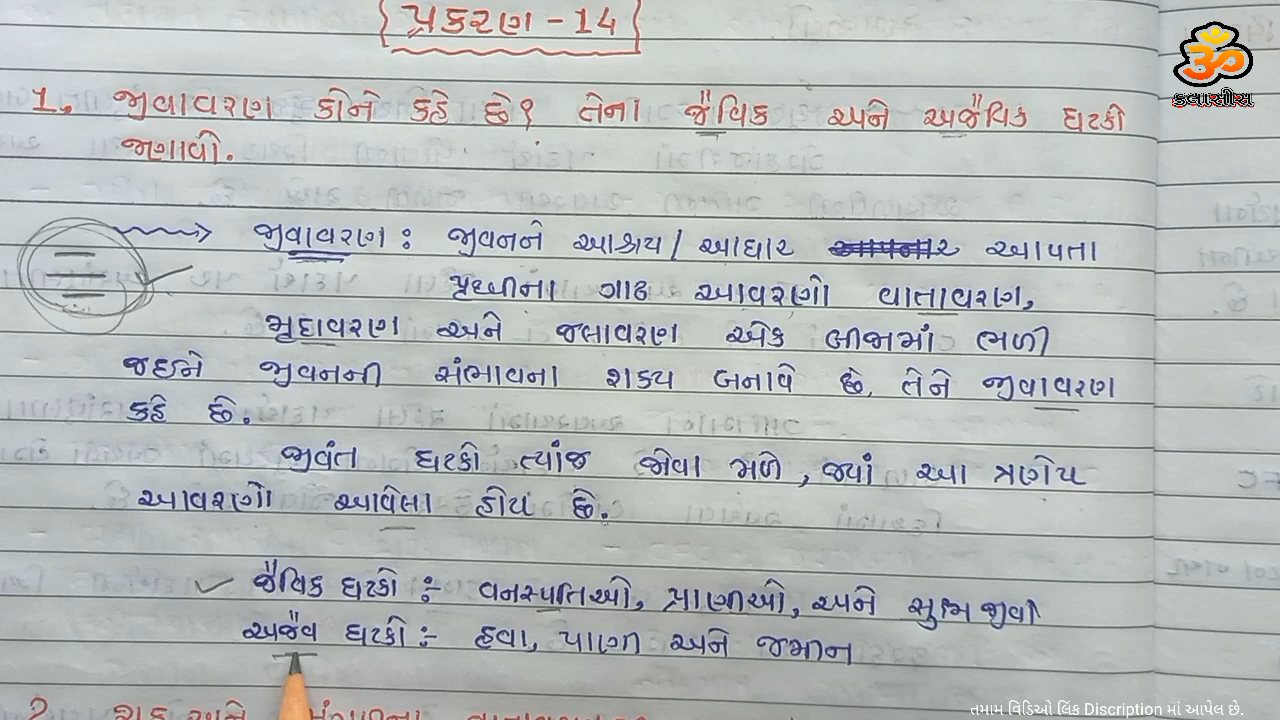 પ્રકરણ - 14
1. જીવાવરણ કોને કહે છે? તેના જૈવિક અને અજૈવિક ઘટકો
જણાવો.
જીવાવરણ : જીવનને આશ્રય / આધાર આપનાર આપતા
પૃથ્વીના ગાઢ આવરણો વાતાવરણ,
મૃદાવરણ અને જલાવરણ એક બીજામાં ભળી
જઈને જીવનની સંભાવના શક્ય બનાવે છે. તેને જીવાવરણ
કહે છે.
જીવંત ઘટકો ત્યાંજ જોવા મળે, જ્યાં આ ત્રણેય
આવરણો આવેલા હોય છે.
જૈવિક ઘટકો :- વનસ્પતિઓ, પ્રાણીઓ, અને સુક્ષ્મ જીવો
અજૈવ ઘટકો :- હવા, પાણી અને જમીન
2.
ૐ
કલાસીસ
તમામ વિડિયો લિંક Discription માં આપેલ છે.